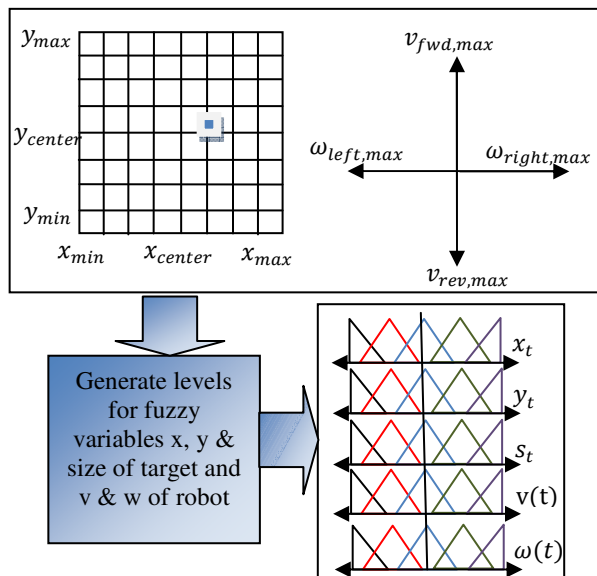 y_max
y_center
y_min
x_min x_center x_max
v_fwd,max
ω_left,max ω_right,max
v_rev,max
Generate levels
for fuzzy
variables x, y &
size of target and
v & w of robot
x_t
y_t
s_t
v(t)
ω(t)